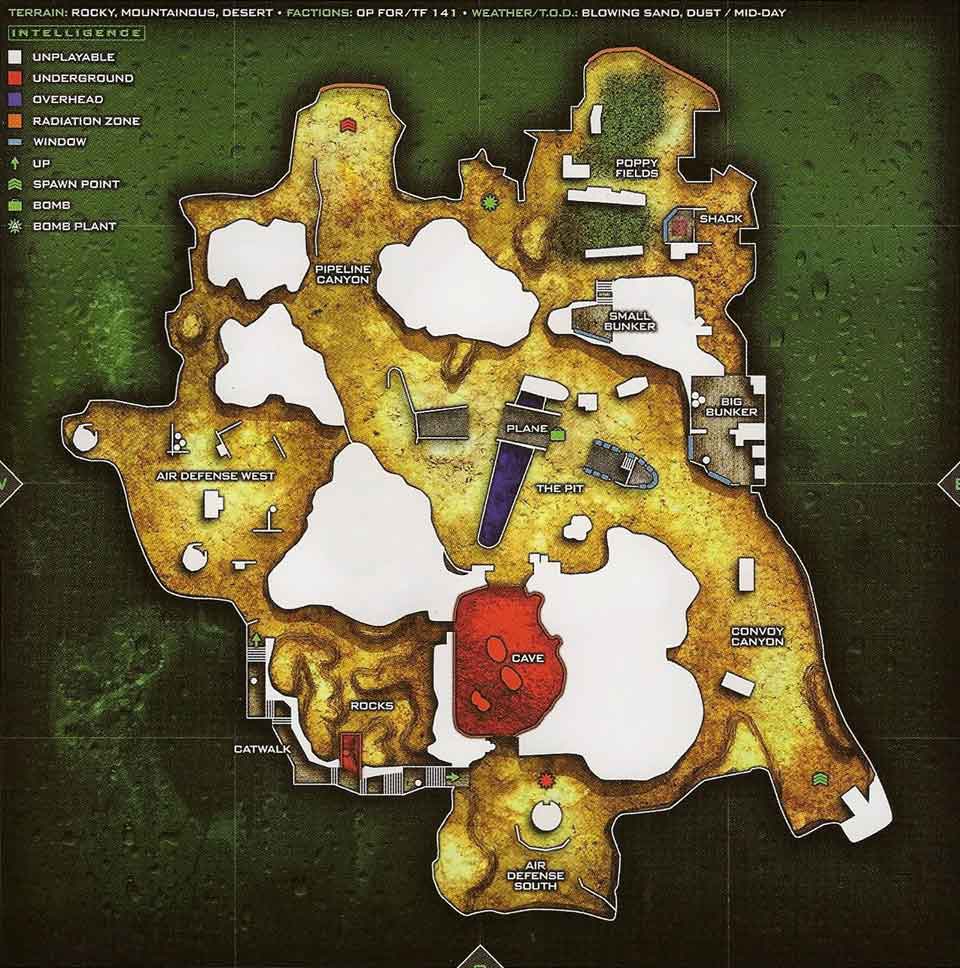 TERRAIN: ROCKY, MOUNTAINOUS, DESERT • FACTIONS: OP FOR/TF 141 • WEATHER/T.O.D.: BLOWING SAND, DUST / MID-DAY
INTELLIGENCE
UNPLAYABLE
UNDERGROUND
OVERHEAD
RADIATION ZONE
WINDOW
UP
SPAWN POINT
BOMB
BOMB PLANT
POPPY
FIELDS
SHACK
PIPELINE
CANYON
SMALL
BUNKER
BIG
BUNKER
PLANE
AIR DEFENSE WEST
THE PIT
CONVOY
CANYON
CAVE
ROCKS
CATWALK
AIR
DEFENSE
SOUTH